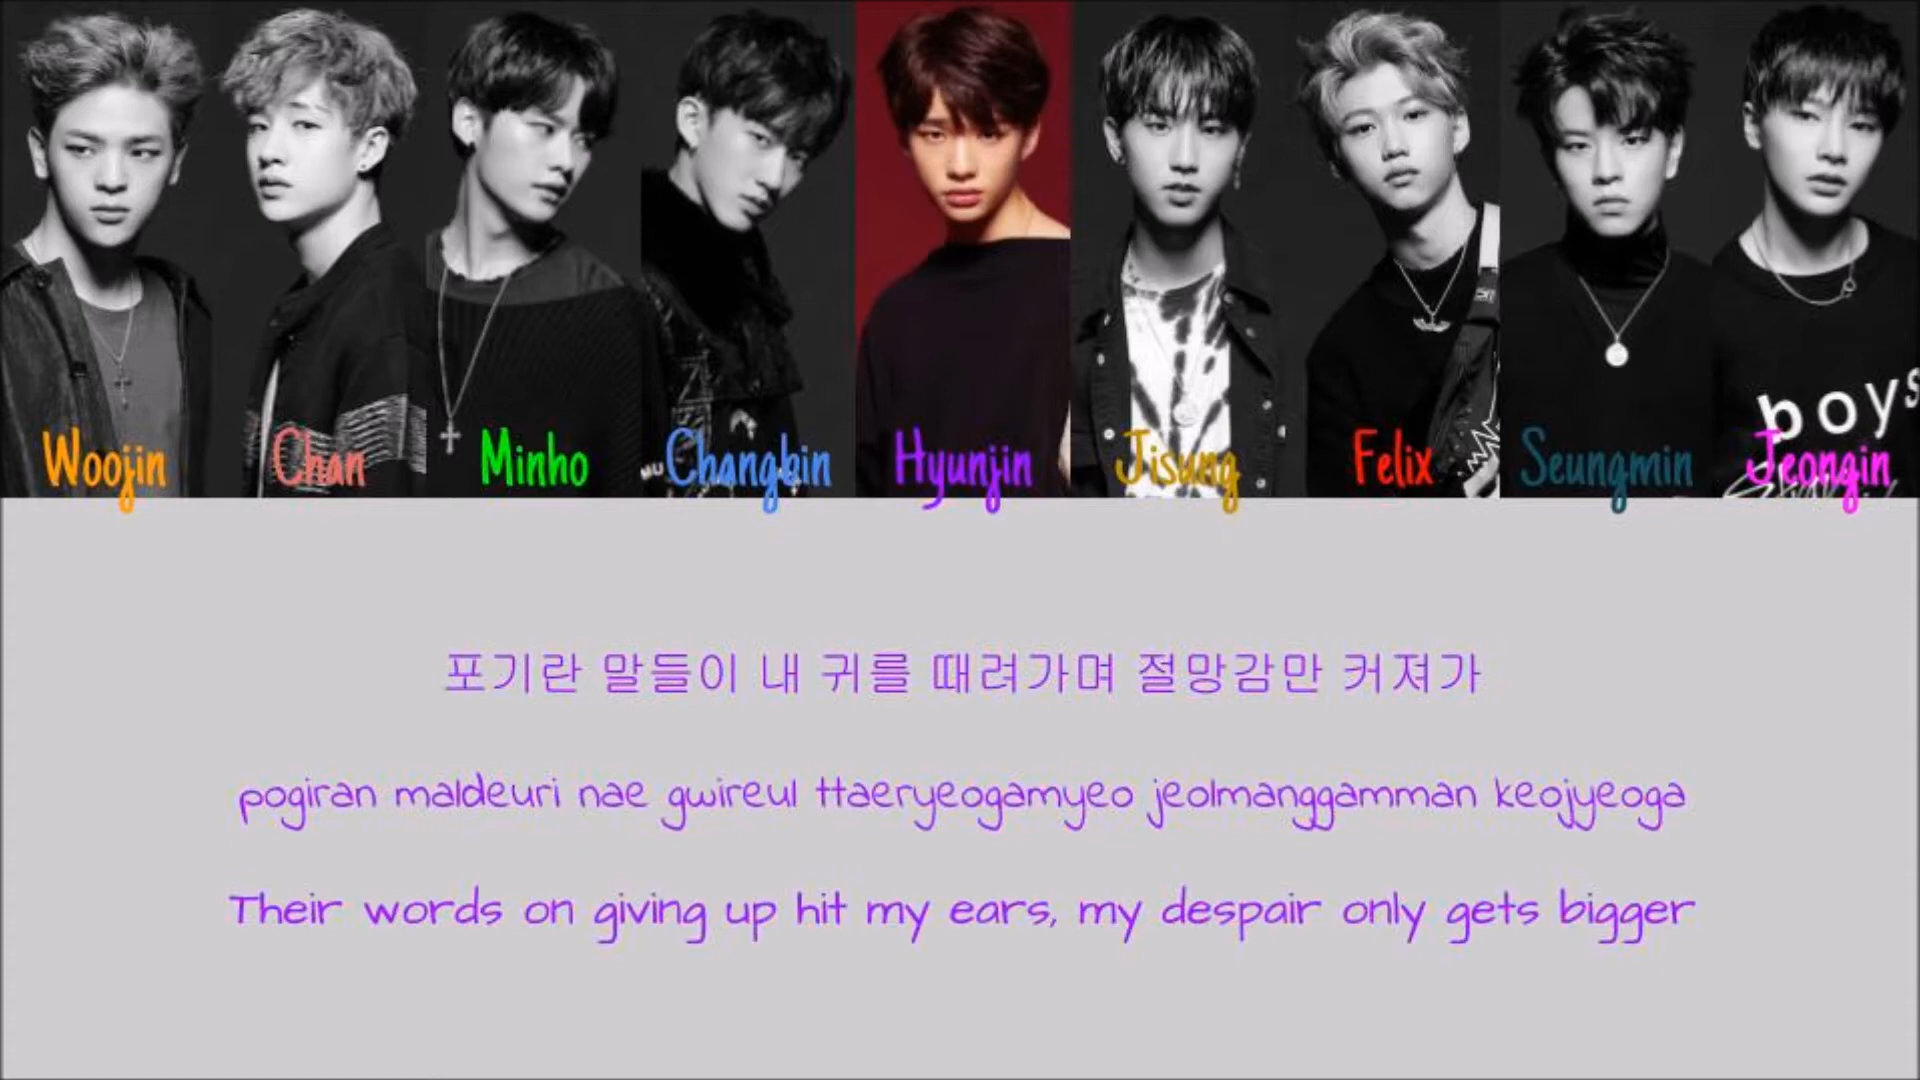 boys
Woojin Chan Minho Changbin Hyunjin Jisung Felix Seungmin Jeongin
포기란 말들이 내 귀를 때려가며 절망감만 커져가
pogiran maldeuri nae gwireul ttaeryeogamyeo jeolmanggamman keojyeoga
Their words on giving up hit my ears, my despair only gets bigger